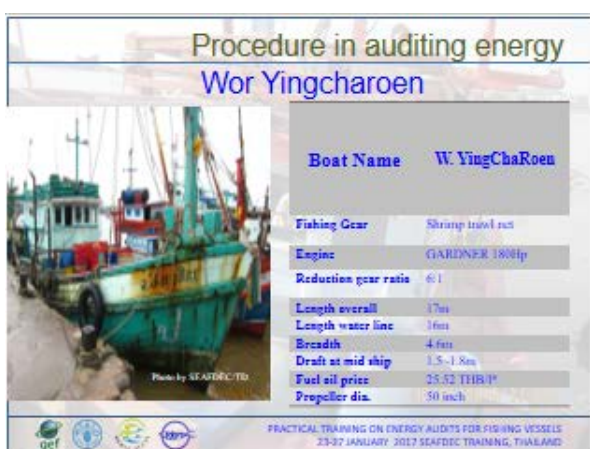 Procedure in auditing energy
Wor Yingcharoen
Boat Name W. YingChaRoen
Fishing Gear Shrimp trawl net
Engine GARDNER 180Hp
Reduction gear ratio 6:1
Length overall 17m
Length water line 16m
Breadth 4.6m
Draft at mid ship 1.5-1.8m
Fuel oil price 25.52 THB/l*
Propeller dia. 50 inch
Photo by SEAFDEC/TD
gef
PRACTICAL TRAINING ON ENERGY AUDITS FOR FISHING VESSELS
23-27 JANUARY 2017 SEAFDEC TRAINING, THAILAND